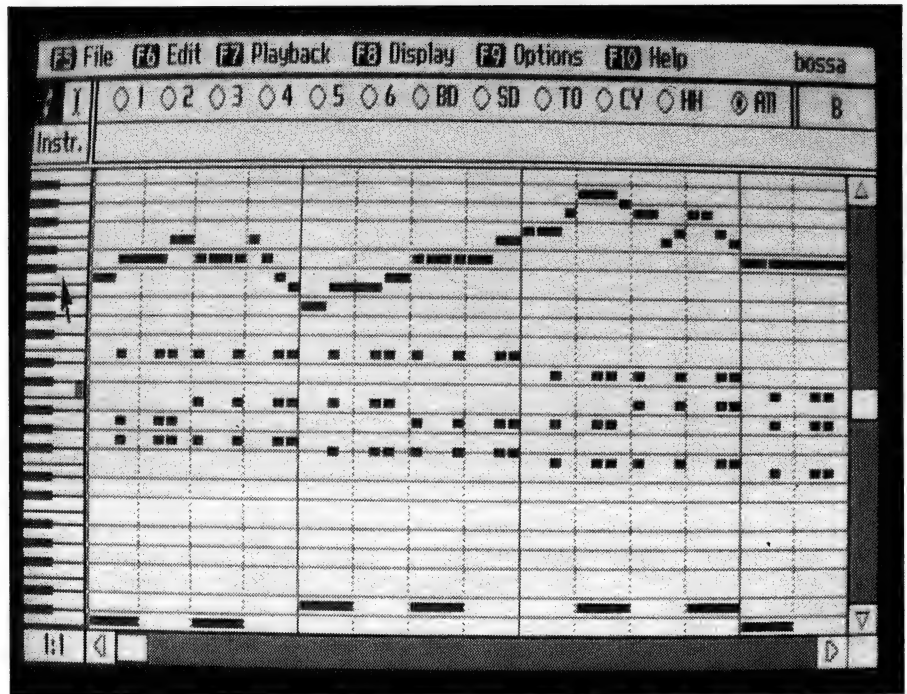 F5 File F6 Edit F7 Playback F8 Display F9 Options F10 Help bossa
1 2 3 4 5 6 BD SD TO CY HH All B
Instr.
1:1